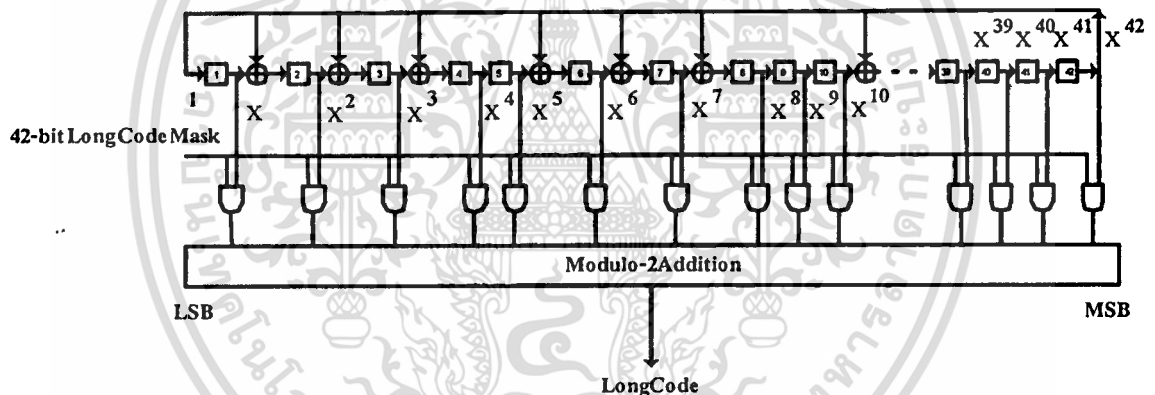 X^39 X^40 X^41 X^42
1 2 3 4 5 6 7 8 9 10 39 40 41 42
1 X X^2 X^3 X^4 X^5 X^6 X^7 X^8 X^9 X^10
42-bit LongCode Mask
Modulo-2Addition
LSB
MSB
LongCode